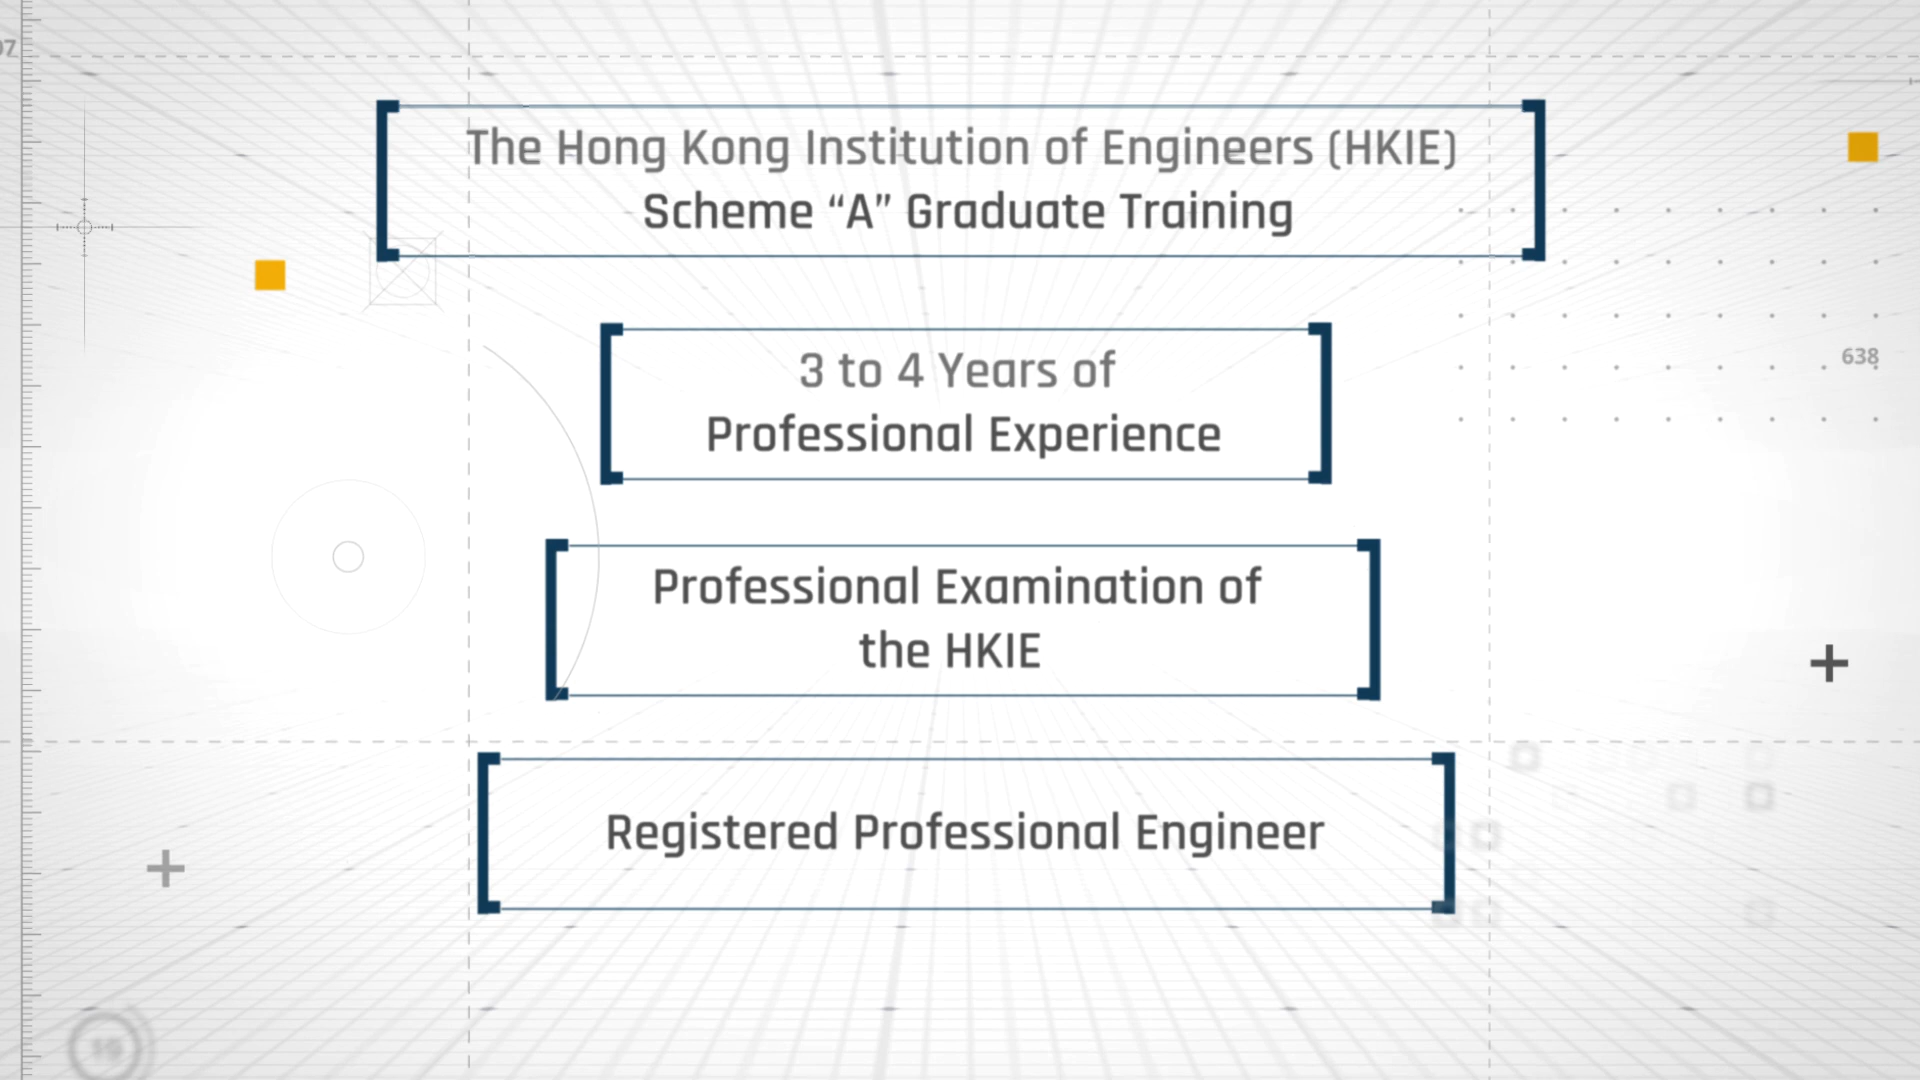 The Hong Kong Institution of Engineers (HKIE)
Scheme “A” Graduate Training
3 to 4 Years of
Professional Experience
638
Professional Examination of
the HKIE
Registered Professional Engineer